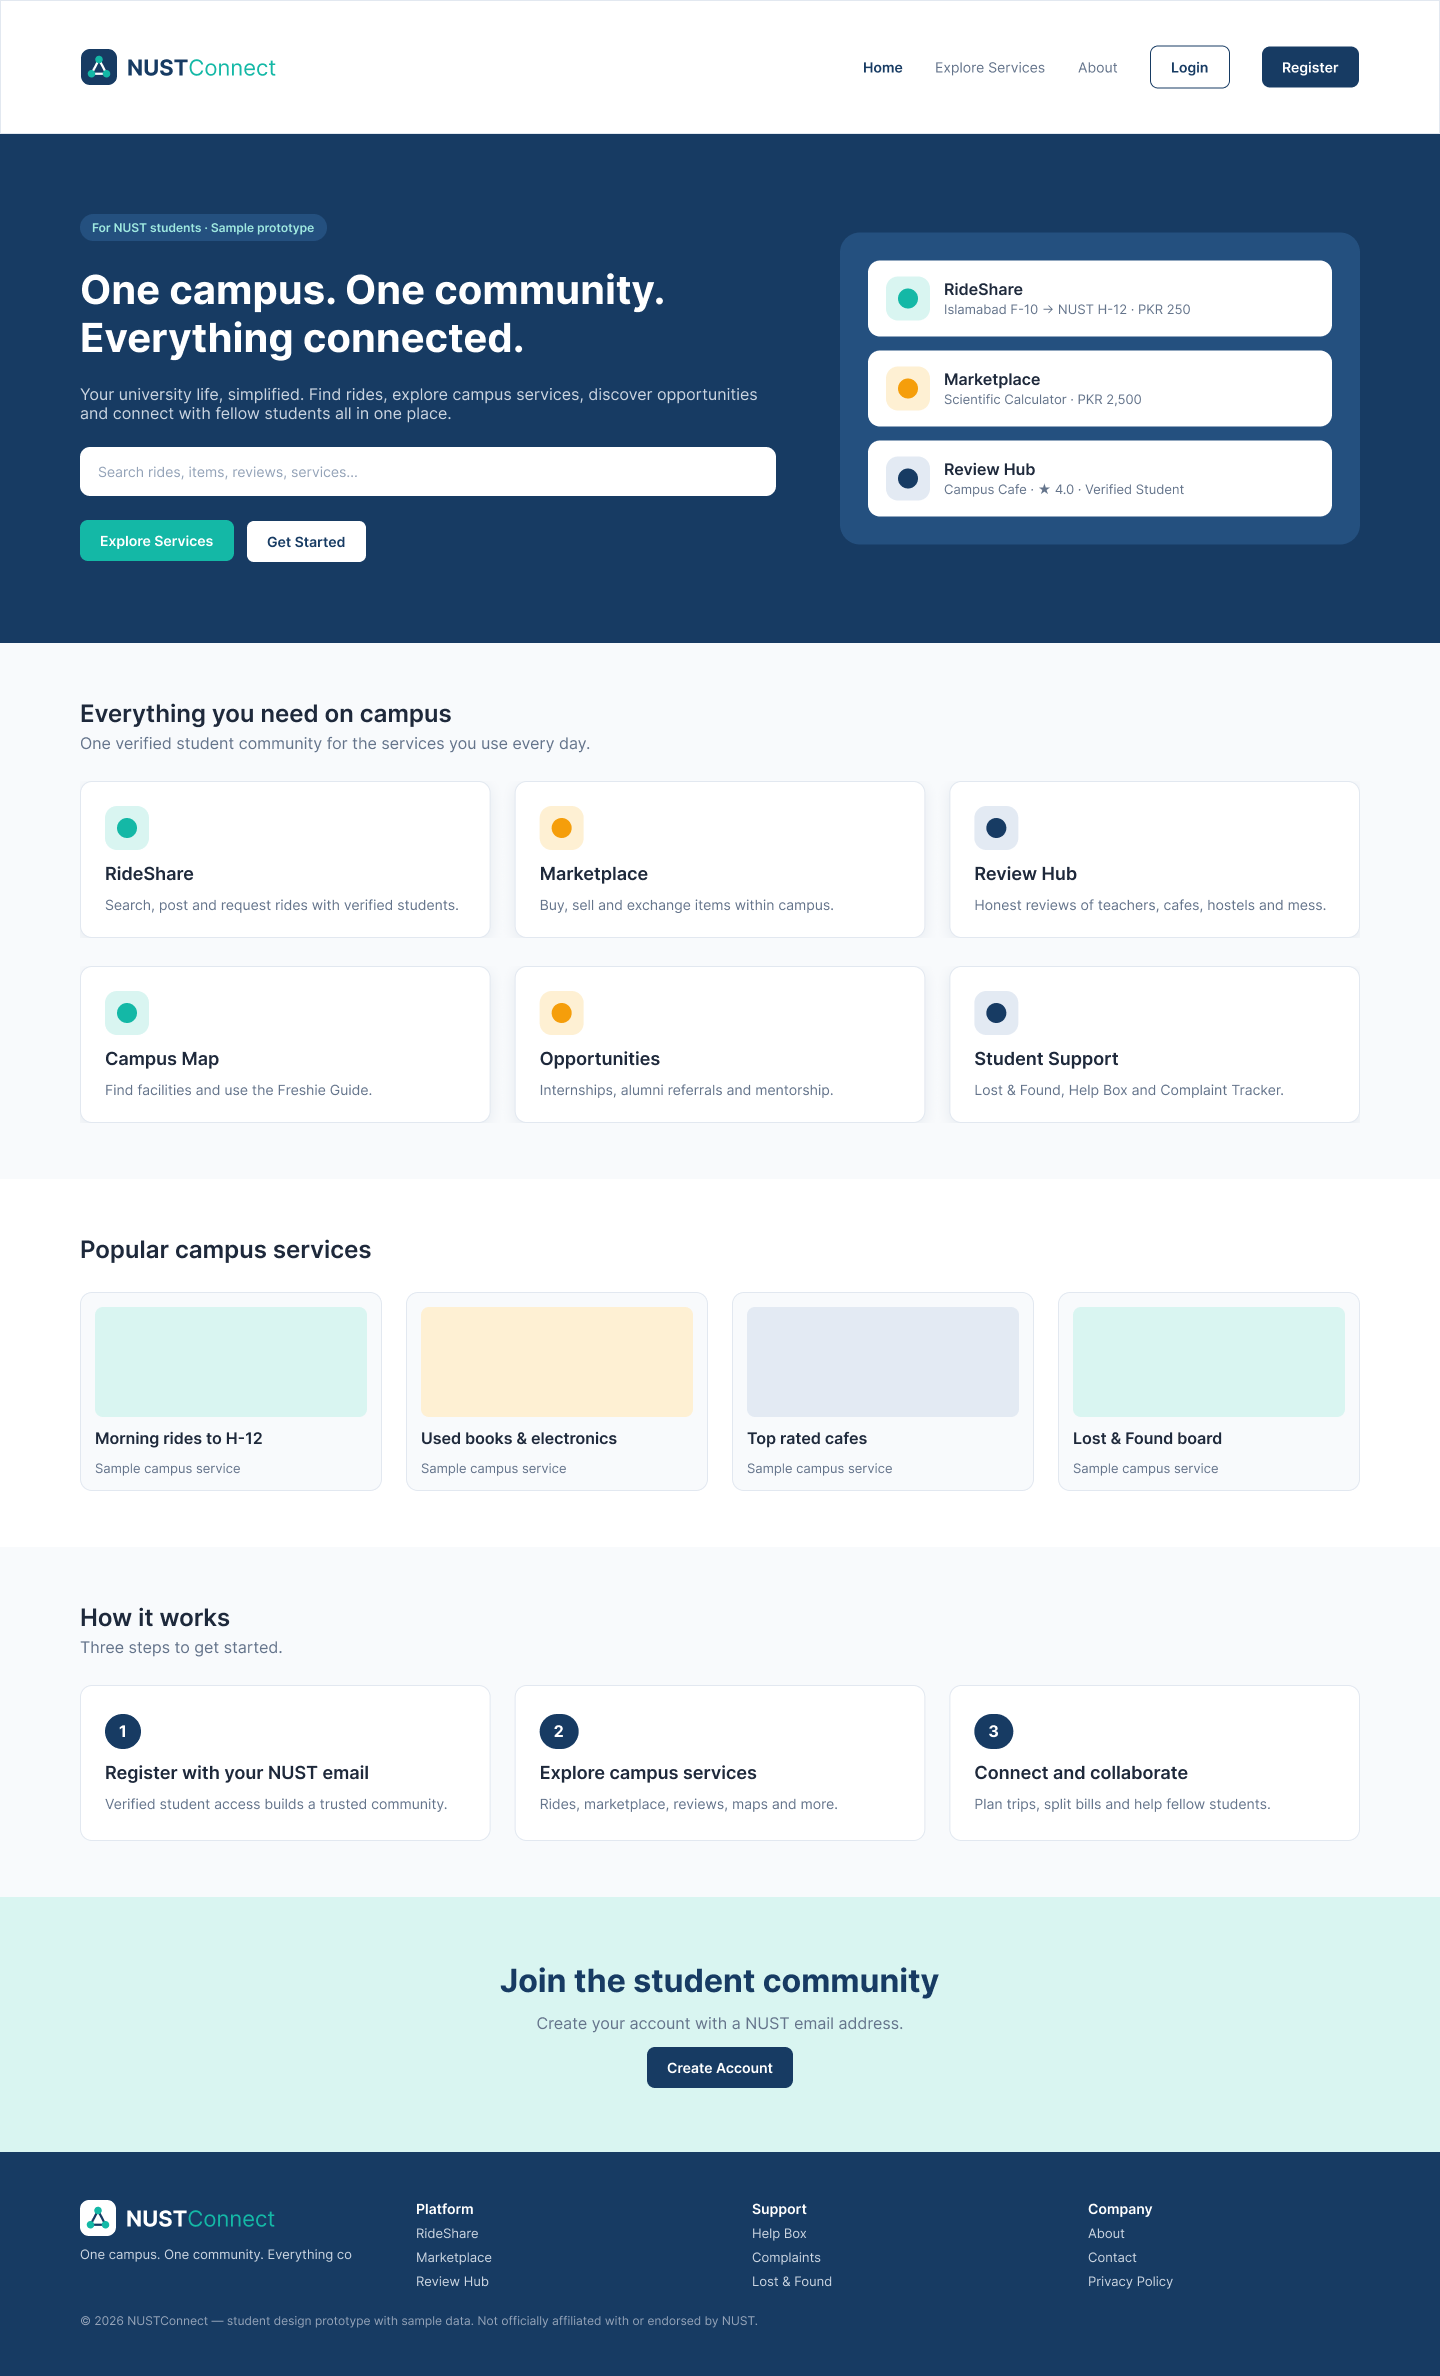 NUSTConnect
Home
Explore Services
About
Login
Register
For NUST students · Sample prototype
One campus. One community.
Everything connected.
Your university life, simplified. Find rides, explore campus services, discover opportunities
and connect with fellow students all in one place.
Search rides, items, reviews, services...
Explore Services
Get Started
RideShare
Islamabad F-10 → NUST H-12 · PKR 250
Marketplace
Scientific Calculator · PKR 2,500
Review Hub
Campus Cafe · ★ 4.0 · Verified Student
Everything you need on campus
One verified student community for the services you use every day.
RideShare
Search, post and request rides with verified students.
Marketplace
Buy, sell and exchange items within campus.
Review Hub
Honest reviews of teachers, cafes, hostels and mess.
Campus Map
Find facilities and use the Freshie Guide.
Opportunities
Internships, alumni referrals and mentorship.
Student Support
Lost & Found, Help Box and Complaint Tracker.
Popular campus services
Morning rides to H-12
Sample campus service
Used books & electronics
Sample campus service
Top rated cafes
Sample campus service
Lost & Found board
Sample campus service
How it works
Three steps to get started.
1
Register with your NUST email
Verified student access builds a trusted community.
2
Explore campus services
Rides, marketplace, reviews, maps and more.
3
Connect and collaborate
Plan trips, split bills and help fellow students.
Join the student community
Create your account with a NUST email address.
Create Account
NUSTConnect
One campus. One community. Everything co
Platform
RideShare
Marketplace
Review Hub
Support
Help Box
Complaints
Lost & Found
Company
About
Contact
Privacy Policy
© 2026 NUSTConnect — student design prototype with sample data. Not officially affiliated with or endorsed by NUST.